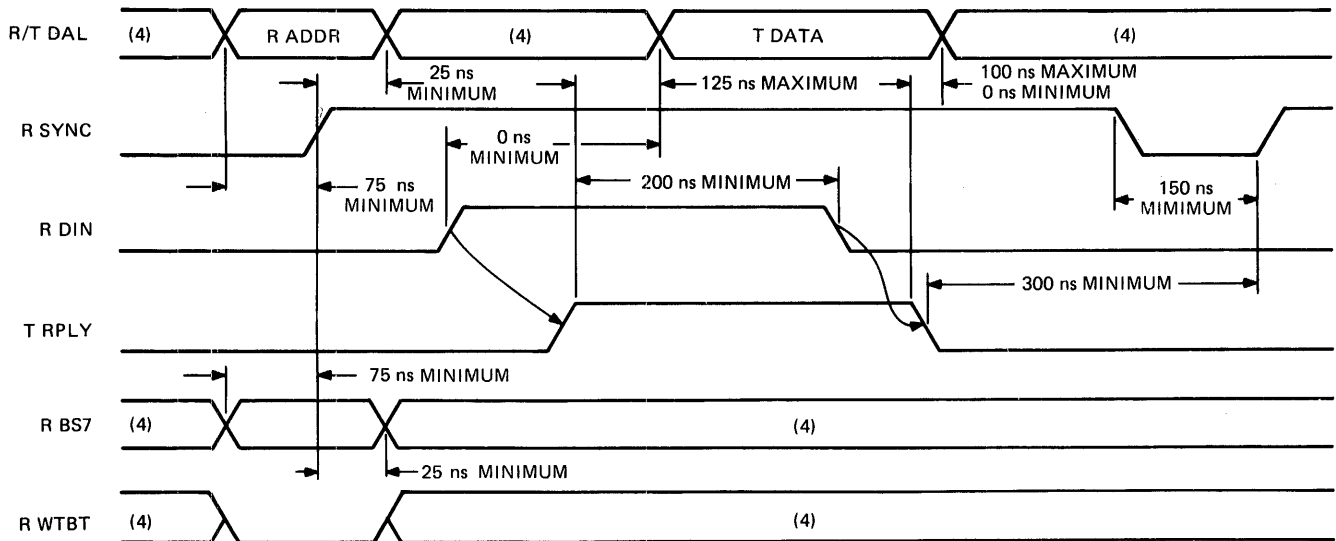 R/T DAL (4) R ADDR (4) T DATA (4)
25 ns
MINIMUM
125 ns MAXIMUM
100 ns MAXIMUM
0 ns MINIMUM
R SYNC
0 ns
MINIMUM
75 ns
MINIMUM
200 ns MINIMUM
150 ns
MIMIMUM
R DIN
300 ns MINIMUM
T RPLY
75 ns MINIMUM
R BS7 (4) (4)
25 ns MINIMUM
R WTBT (4) (4)